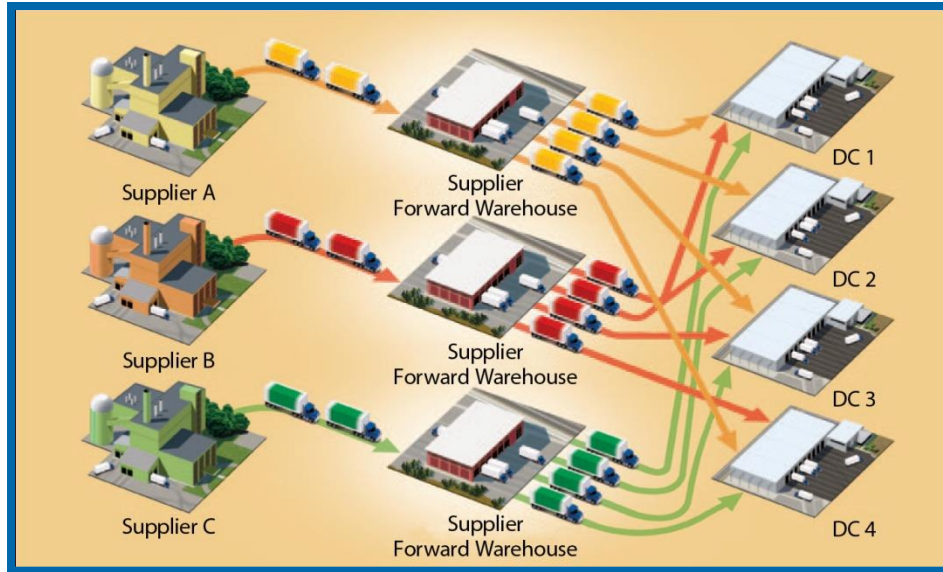 Supplier A
Supplier
Forward Warehouse
DC 1
DC 2
Supplier B
Supplier
Forward Warehouse
DC 3
Supplier C
Supplier
Forward Warehouse
DC 4